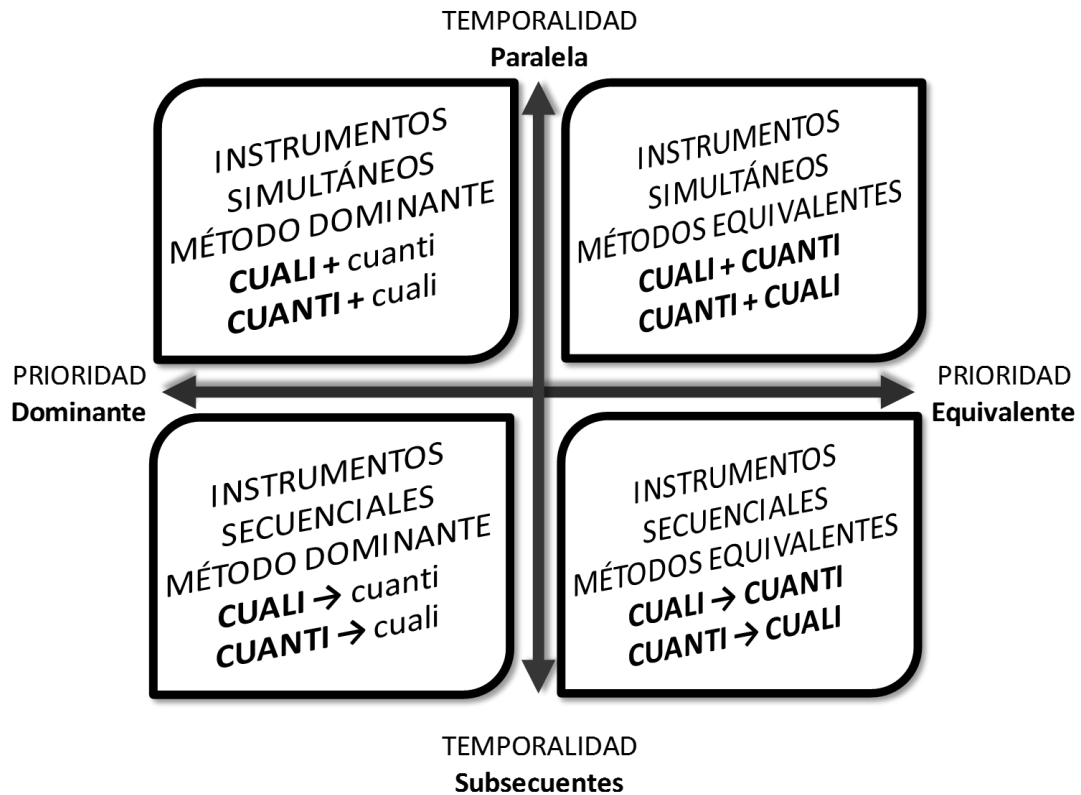 TEMPORALIDAD
Paralela
INSTRUMENTOS
SIMULTÁNEOS
MÉTODO DOMINANTE
CUALI + cuanti
CUANTI + cuali
INSTRUMENTOS
SIMULTÁNEOS
MÉTODOS EQUIVALENTES
CUALI + CUANTI
CUANTI + CUALI
PRIORIDAD
Dominante
PRIORIDAD
Equivalente
INSTRUMENTOS
SECUENCIALES
MÉTODO DOMINANTE
CUALI → cuanti
CUANTI → cuali
INSTRUMENTOS
SECUENCIALES
MÉTODOS EQUIVALENTES
CUALI → CUANTI
CUANTI → CUALI
TEMPORALIDAD
Subsecuentes